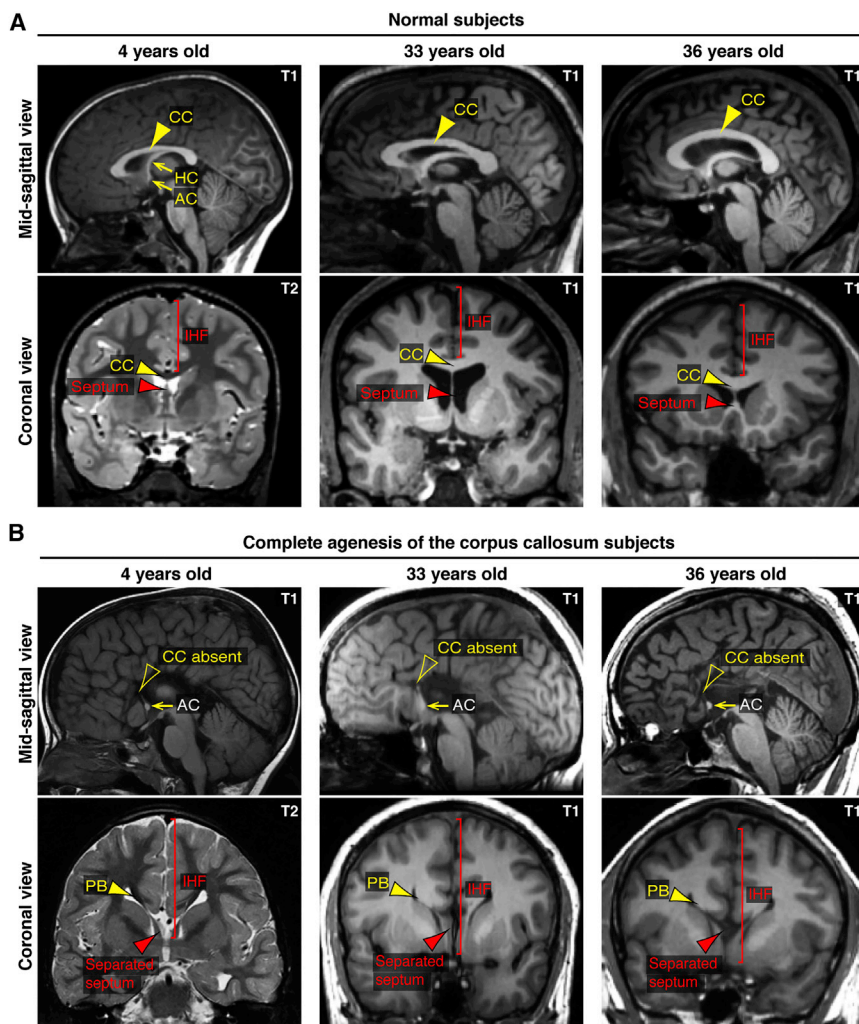 A
Normal subjects
4 years old
33 years old
36 years old
Mid-sagittal view
T1
CC
HC
AC
T1
CC
T1
CC
Coronal view
T2
IHF
CC
Septum
T1
IHF
CC
Septum
T1
IHF
CC
Septum
B
Complete agenesis of the corpus callosum subjects
4 years old
33 years old
36 years old
Mid-sagittal view
T1
CC absent
AC
T1
CC absent
AC
T1
CC absent
AC
Coronal view
T2
PB
IHF
Separated
septum
T1
PB
IHF
Separated
septum
T1
PB
IHF
Separated
septum